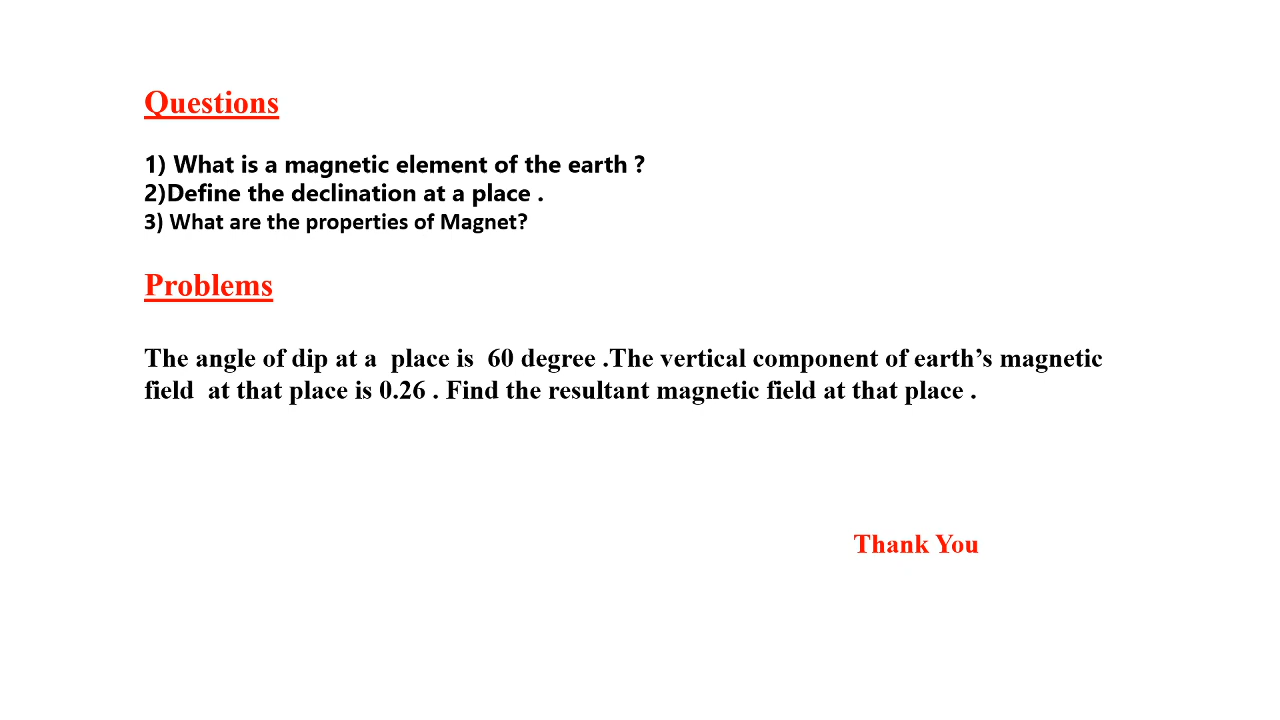 Questions
1) What is a magnetic element of the earth ?
2)Define the declination at a place .
3) What are the properties of Magnet?
Problems
The angle of dip at a  place is  60 degree .The vertical component of earth’s magnetic
field  at that place is 0.26 . Find the resultant magnetic field at that place .
Thank You